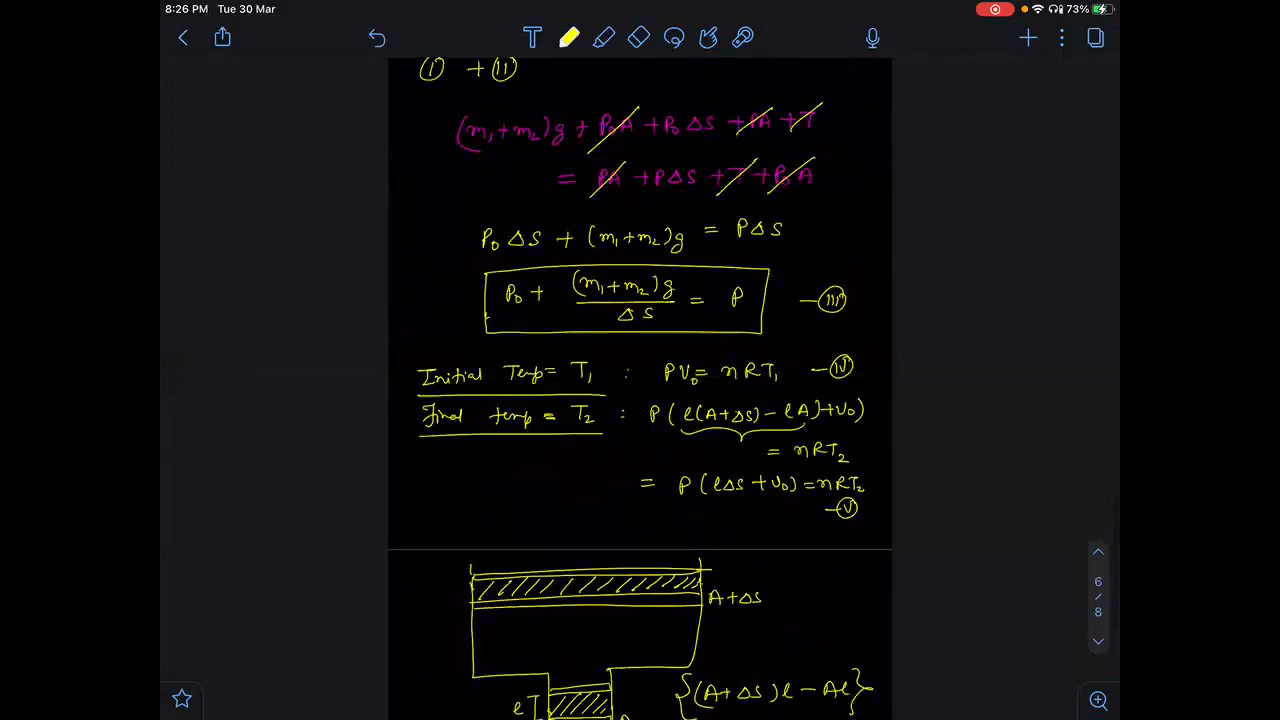 8:26 PM Tue 30 Mar 73%
T
Ⓘ + Ⓘⓘ
(m₁+m₂)g + P₀A + P₀ΔS + PA + T
= PA + PΔS + T + P₀A
P₀ΔS + (m₁+m₂)g = PΔS
P₀ + (m₁+m₂)g / ΔS = P — (III)
Initial Temp = T₁ : PV₀ = nRT₁ — (IV)
Final temp = T₂ : P(l(A+ΔS) - lA) + V₀)
= nRT₂
= P(lΔS + V₀) = nRT₂
— (V)
6
/
8
A+ΔS
{(A+ΔS)l - Al}